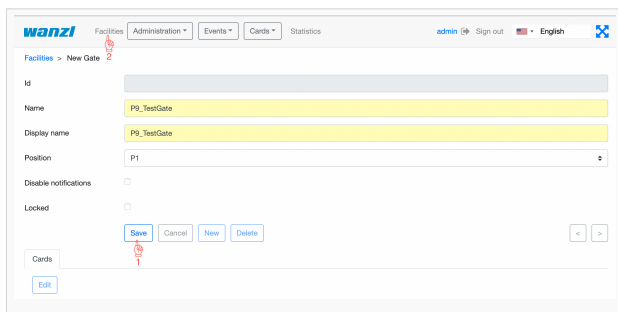 wanzl Facilities Administration Events Cards Statistics admin Sign out English
2
Facilities > New Gate
Id
Name P9_TestGate
Display name P9_TestGate
Position P1
Disable notifications
Locked
Save Cancel New Delete < >
1
Cards
Edit